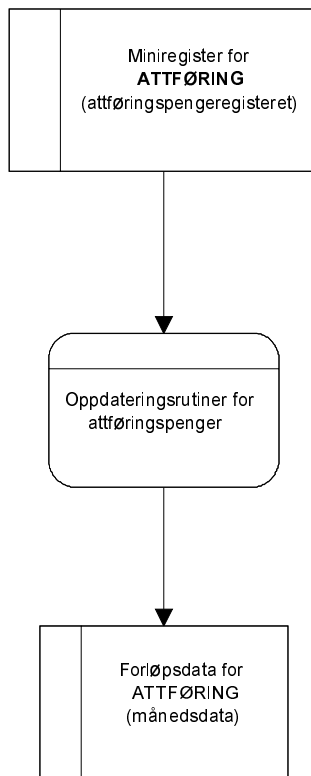 Miniregister for
ATTFØRING
(attføringspengeregisteret)
Oppdateringsrutiner for
attføringspenger
Forløpsdata for
ATTFØRING
(månedsdata)